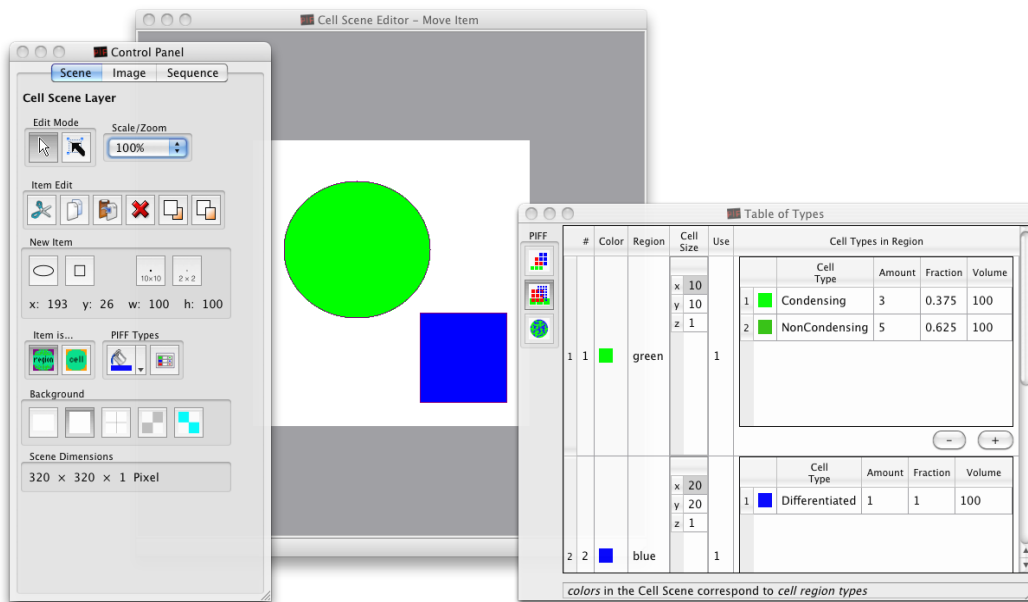 Cell Scene Editor - Move Item
Control Panel
Scene Image Sequence
Cell Scene Layer
Edit Mode
Scale/Zoom
100%
Item Edit
New Item
10×10
2×2
x: 193 y: 26 w: 100 h: 100
Item is...
PIFF Types
region
cell
Background
Scene Dimensions
320 × 320 × 1 Pixel
Table of Types
PIFF
# Color Region Cell Size Use Cell Types in Region
1 1 green 1
x 10
y 10
z 1
Cell Type Amount Fraction Volume
1 Condensing 3 0.375 100
2 NonCondensing 5 0.625 100
- +
2 2 blue 1
x 20
y 20
z 1
Cell Type Amount Fraction Volume
1 Differentiated 1 1 100
colors in the Cell Scene correspond to cell region types